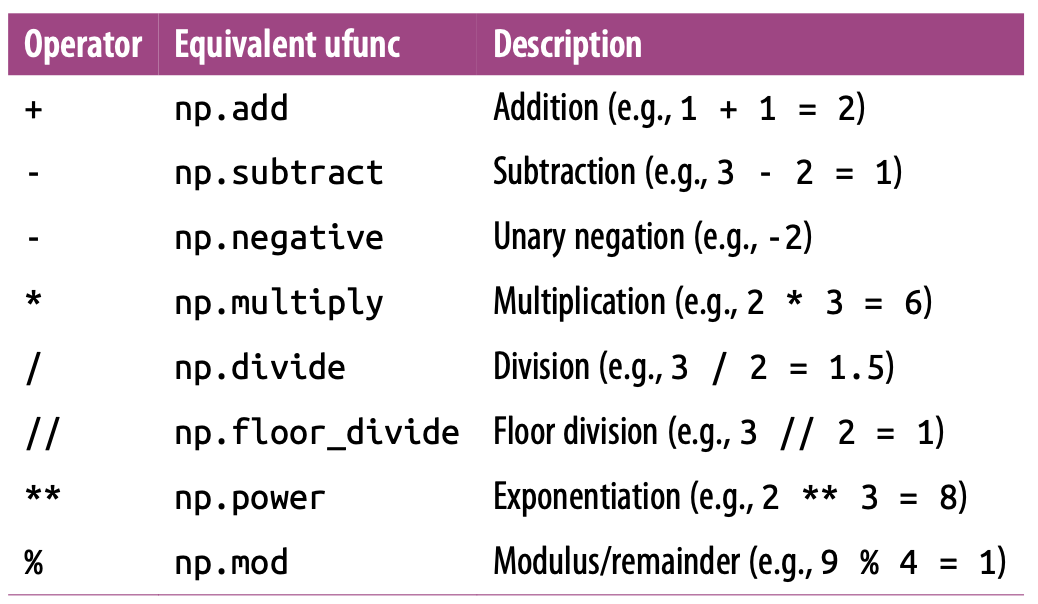 Operator Equivalent ufunc Description
+ np.add Addition (e.g., 1 + 1 = 2)
- np.subtract Subtraction (e.g., 3 - 2 = 1)
- np.negative Unary negation (e.g., -2)
* np.multiply Multiplication (e.g., 2 * 3 = 6)
/ np.divide Division (e.g., 3 / 2 = 1.5)
// np.floor_divide Floor division (e.g., 3 // 2 = 1)
** np.power Exponentiation (e.g., 2 ** 3 = 8)
% np.mod Modulus/remainder (e.g., 9 % 4 = 1)